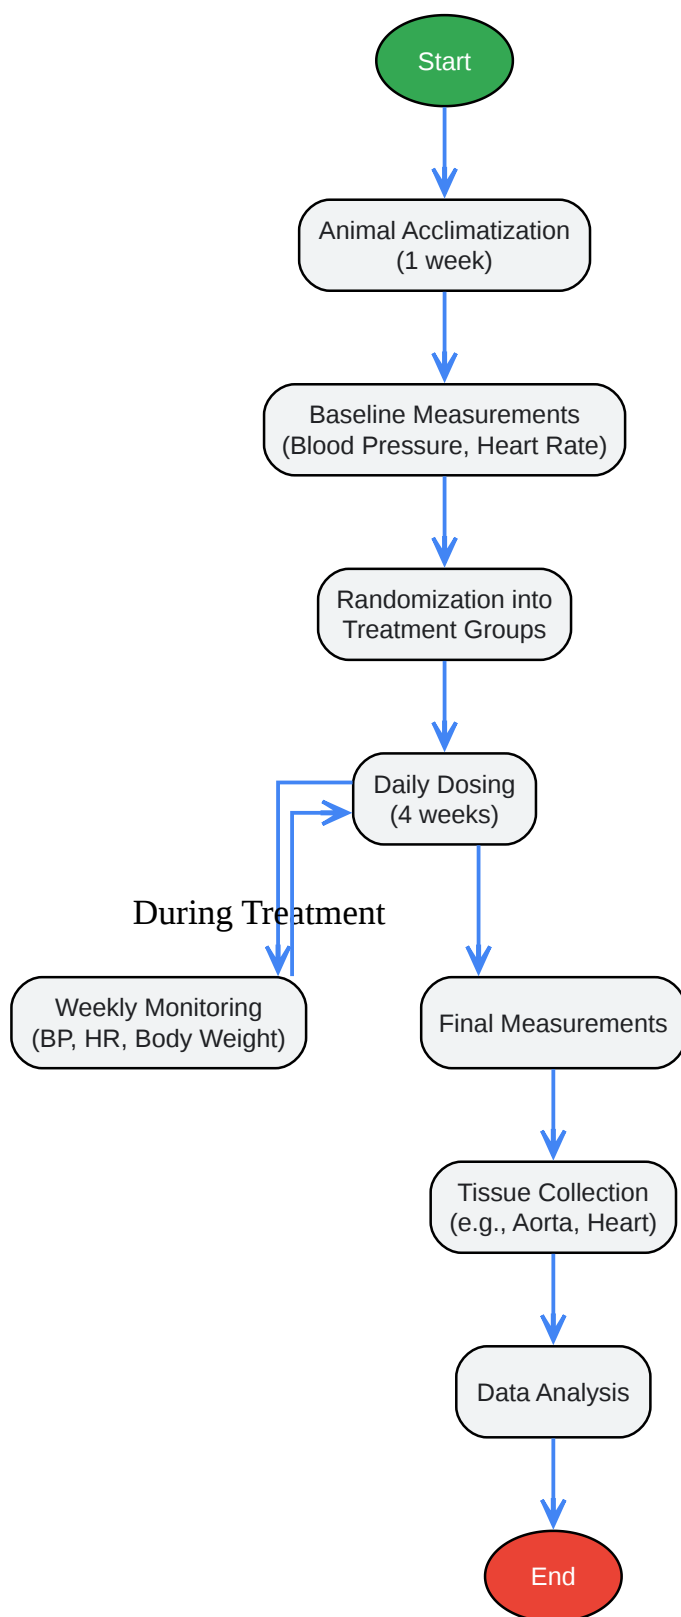 Start
Animal Acclimatization
(1 week)
Baseline Measurements
(Blood Pressure, Heart Rate)
Randomization into
Treatment Groups
Daily Dosing
(4 weeks)
During Treatment
Weekly Monitoring
(BP, HR, Body Weight)
Final Measurements
Tissue Collection
(e.g., Aorta, Heart)
Data Analysis
End